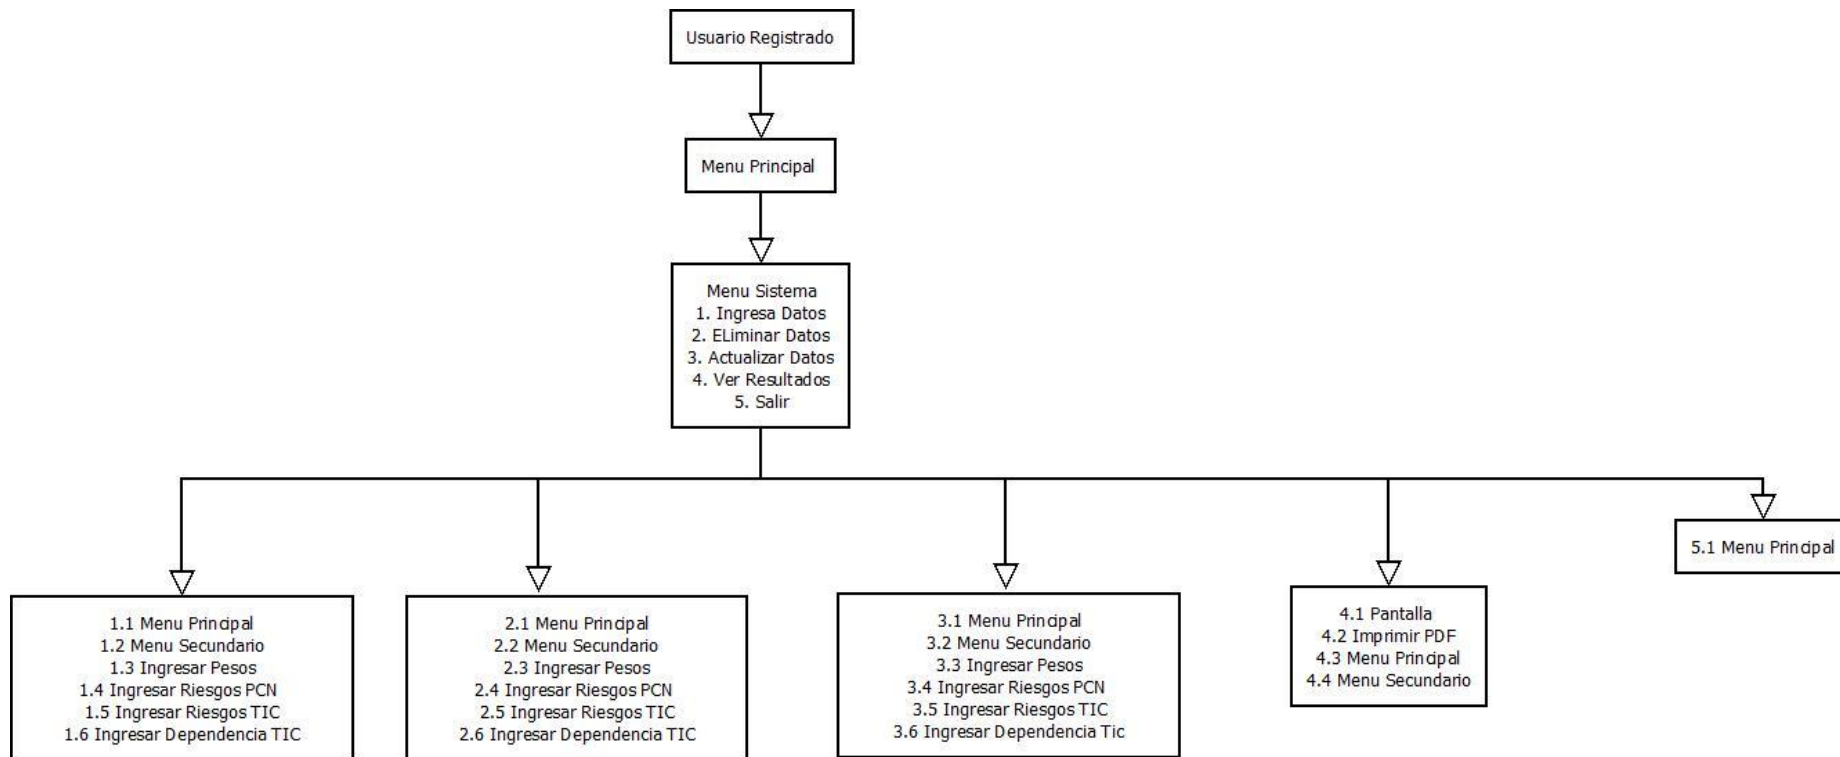 Usuario Registrado
Menu Principal
Menu Sistema
1. Ingresa Datos
2. ELiminar Datos
3. Actualizar Datos
4. Ver Resultados
5. Salir
1.1 Menu Principal
1.2 Menu Secundario
1.3 Ingresar Pesos
1.4 Ingresar Riesgos PCN
1.5 Ingresar Riesgos TIC
1.6 Ingresar Dependencia TIC
2.1 Menu Principal
2.2 Menu Secundario
2.3 Ingresar Pesos
2.4 Ingresar Riesgos PCN
2.5 Ingresar Riesgos TIC
2.6 Ingresar Dependencia TIC
3.1 Menu Principal
3.2 Menu Secundario
3.3 Ingresar Pesos
3.4 Ingresar Riesgos PCN
3.5 Ingresar Riesgos TIC
3.6 Ingresar Dependencia Tic
4.1 Pantalla
4.2 Imprimir PDF
4.3 Menu Principal
4.4 Menu Secundario
5.1 Menu Principal